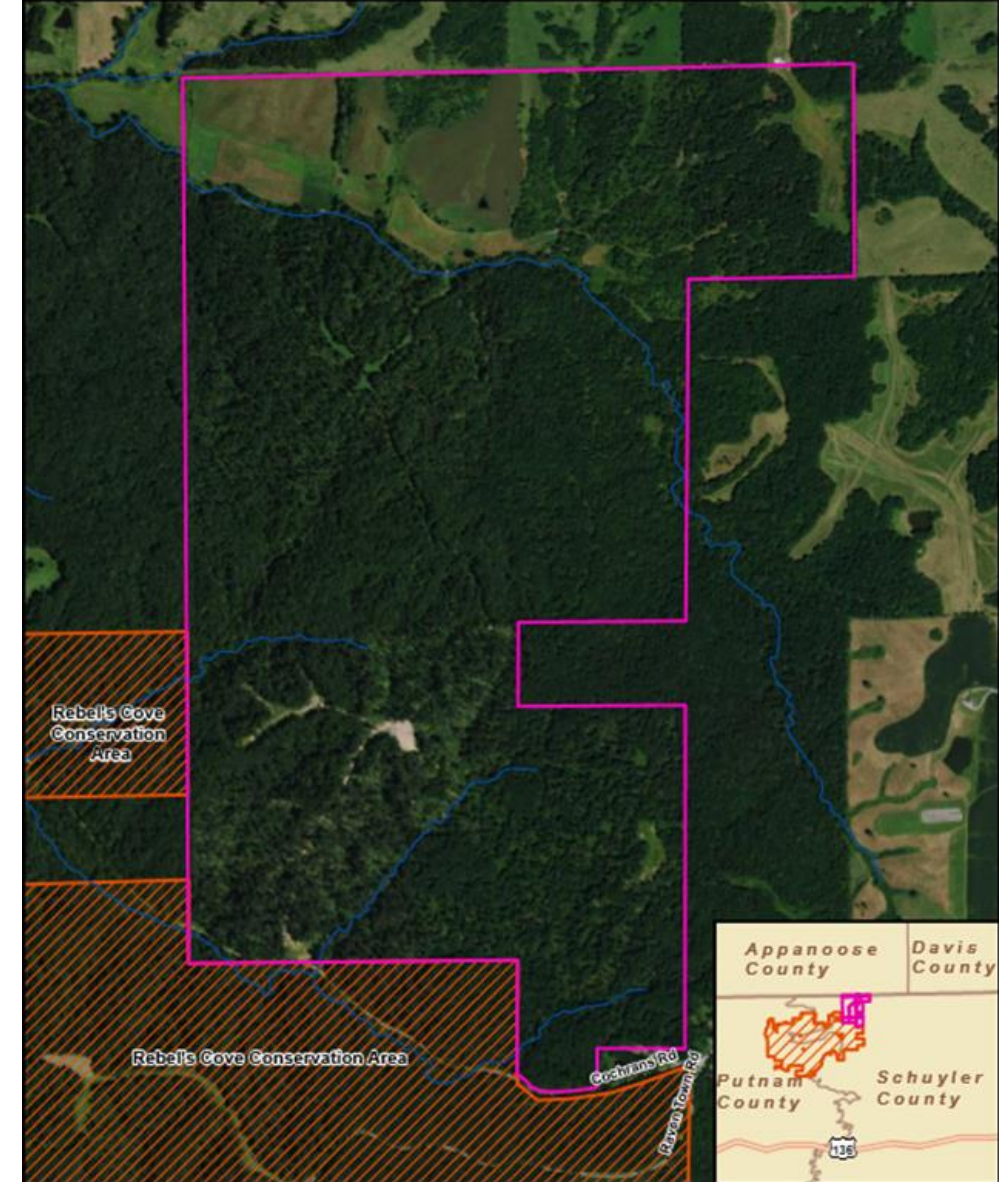 Rebel's Cove
Conservation
Area
Rebel's Cove Conservation Area
Cochrans Rd
Raven Town Rd
Appanoose
County
Davis
County
Putnam
County
Schuyler
County
136